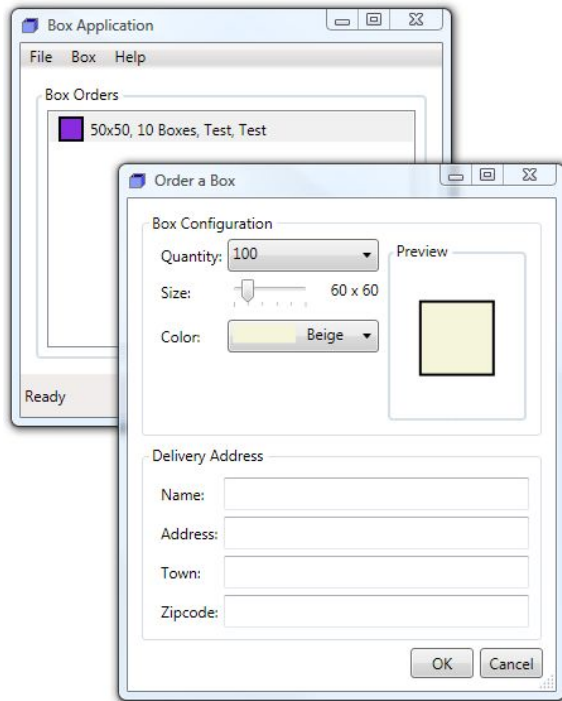 Box Application
File Box Help
Box Orders
50x50, 10 Boxes, Test, Test
Ready
Order a Box
Box Configuration
Quantity: 100
Size: 60 x 60
Color: Beige
Preview
Delivery Address
Name:
Address:
Town:
Zipcode:
OK Cancel